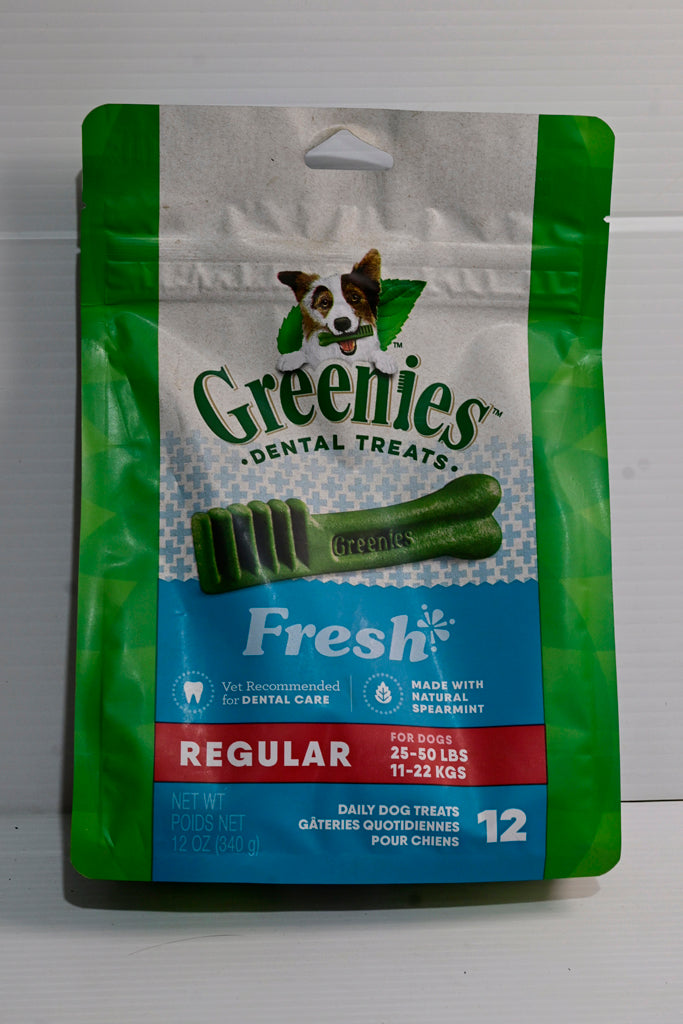 Greenies™
•DENTAL TREATS•
Greenies
Fresh
Vet Recommended
for DENTAL CARE
MADE WITH
NATURAL
SPEARMINT
REGULAR
FOR DOGS
25-50 LBS
11-22 KGS
NET WT
POIDS NET
12 OZ (340 g)
DAILY DOG TREATS
GÂTERIES QUOTIDIENNES
POUR CHIENS
12